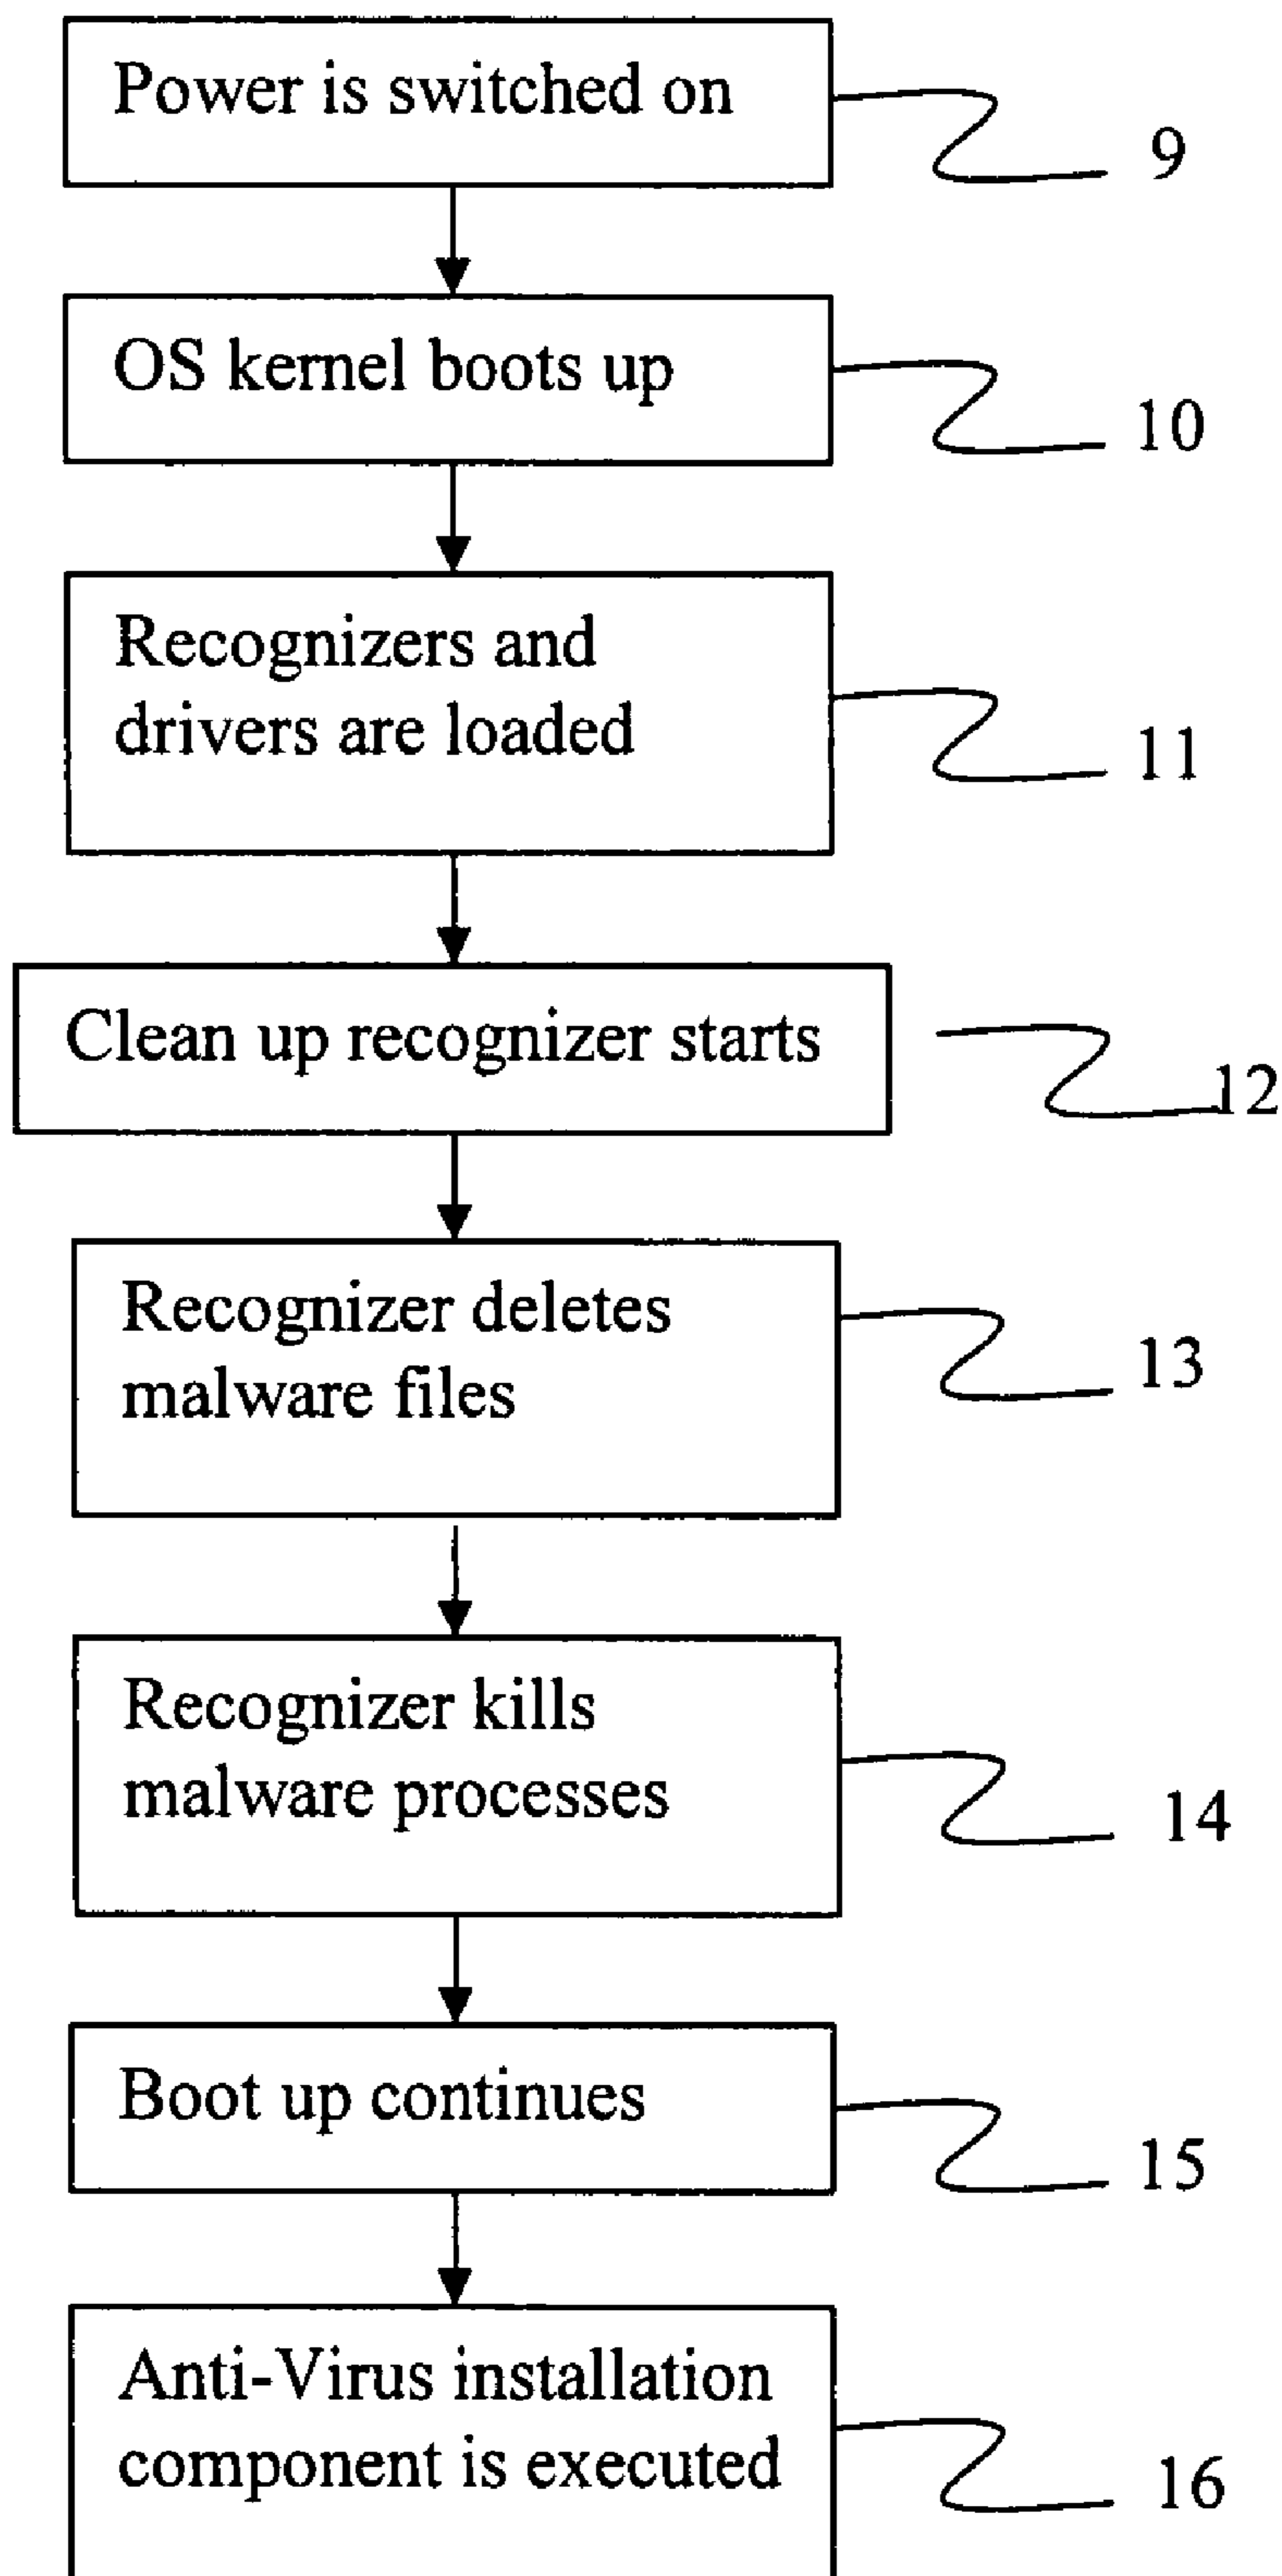 Power is switched on
9
OS kernel boots up
10
Recognizers and
drivers are loaded
11
Clean up recognizer starts
12
Recognizer deletes
malware files
13
Recognizer kills
malware processes
14
Boot up continues
15
Anti-Virus installation
component is executed
16